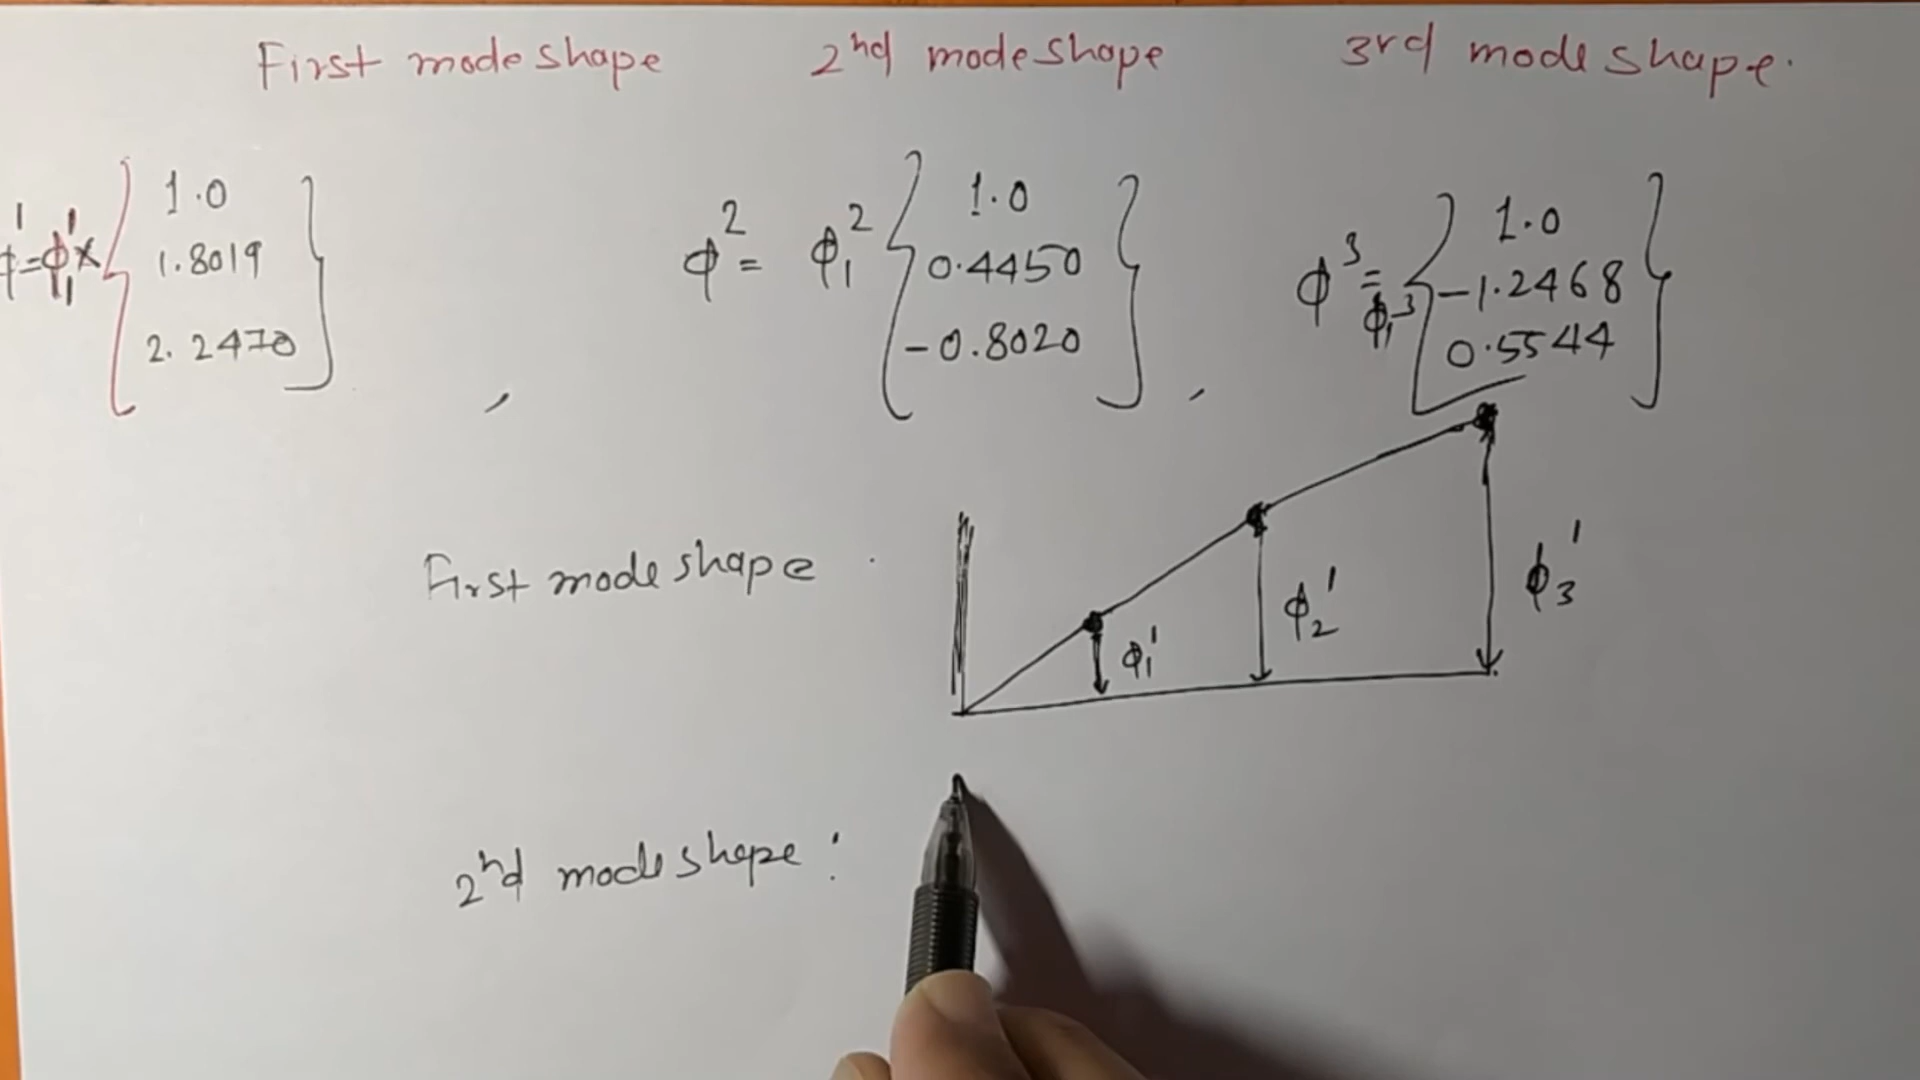 First mode shape 2nd mode shape 3rd mode shape.
ϕ¹=ϕ₁¹× { 1.0 1.8019 2.2470 } , ϕ²= ϕ₁² { 1.0 0.4450 -0.8020 } , ϕ³= ϕ₁³ { 1.0 -1.2468 0.5544 }
First mode shape .
ϕ₁¹ ϕ₂¹ ϕ₃¹
2nd mode shape :